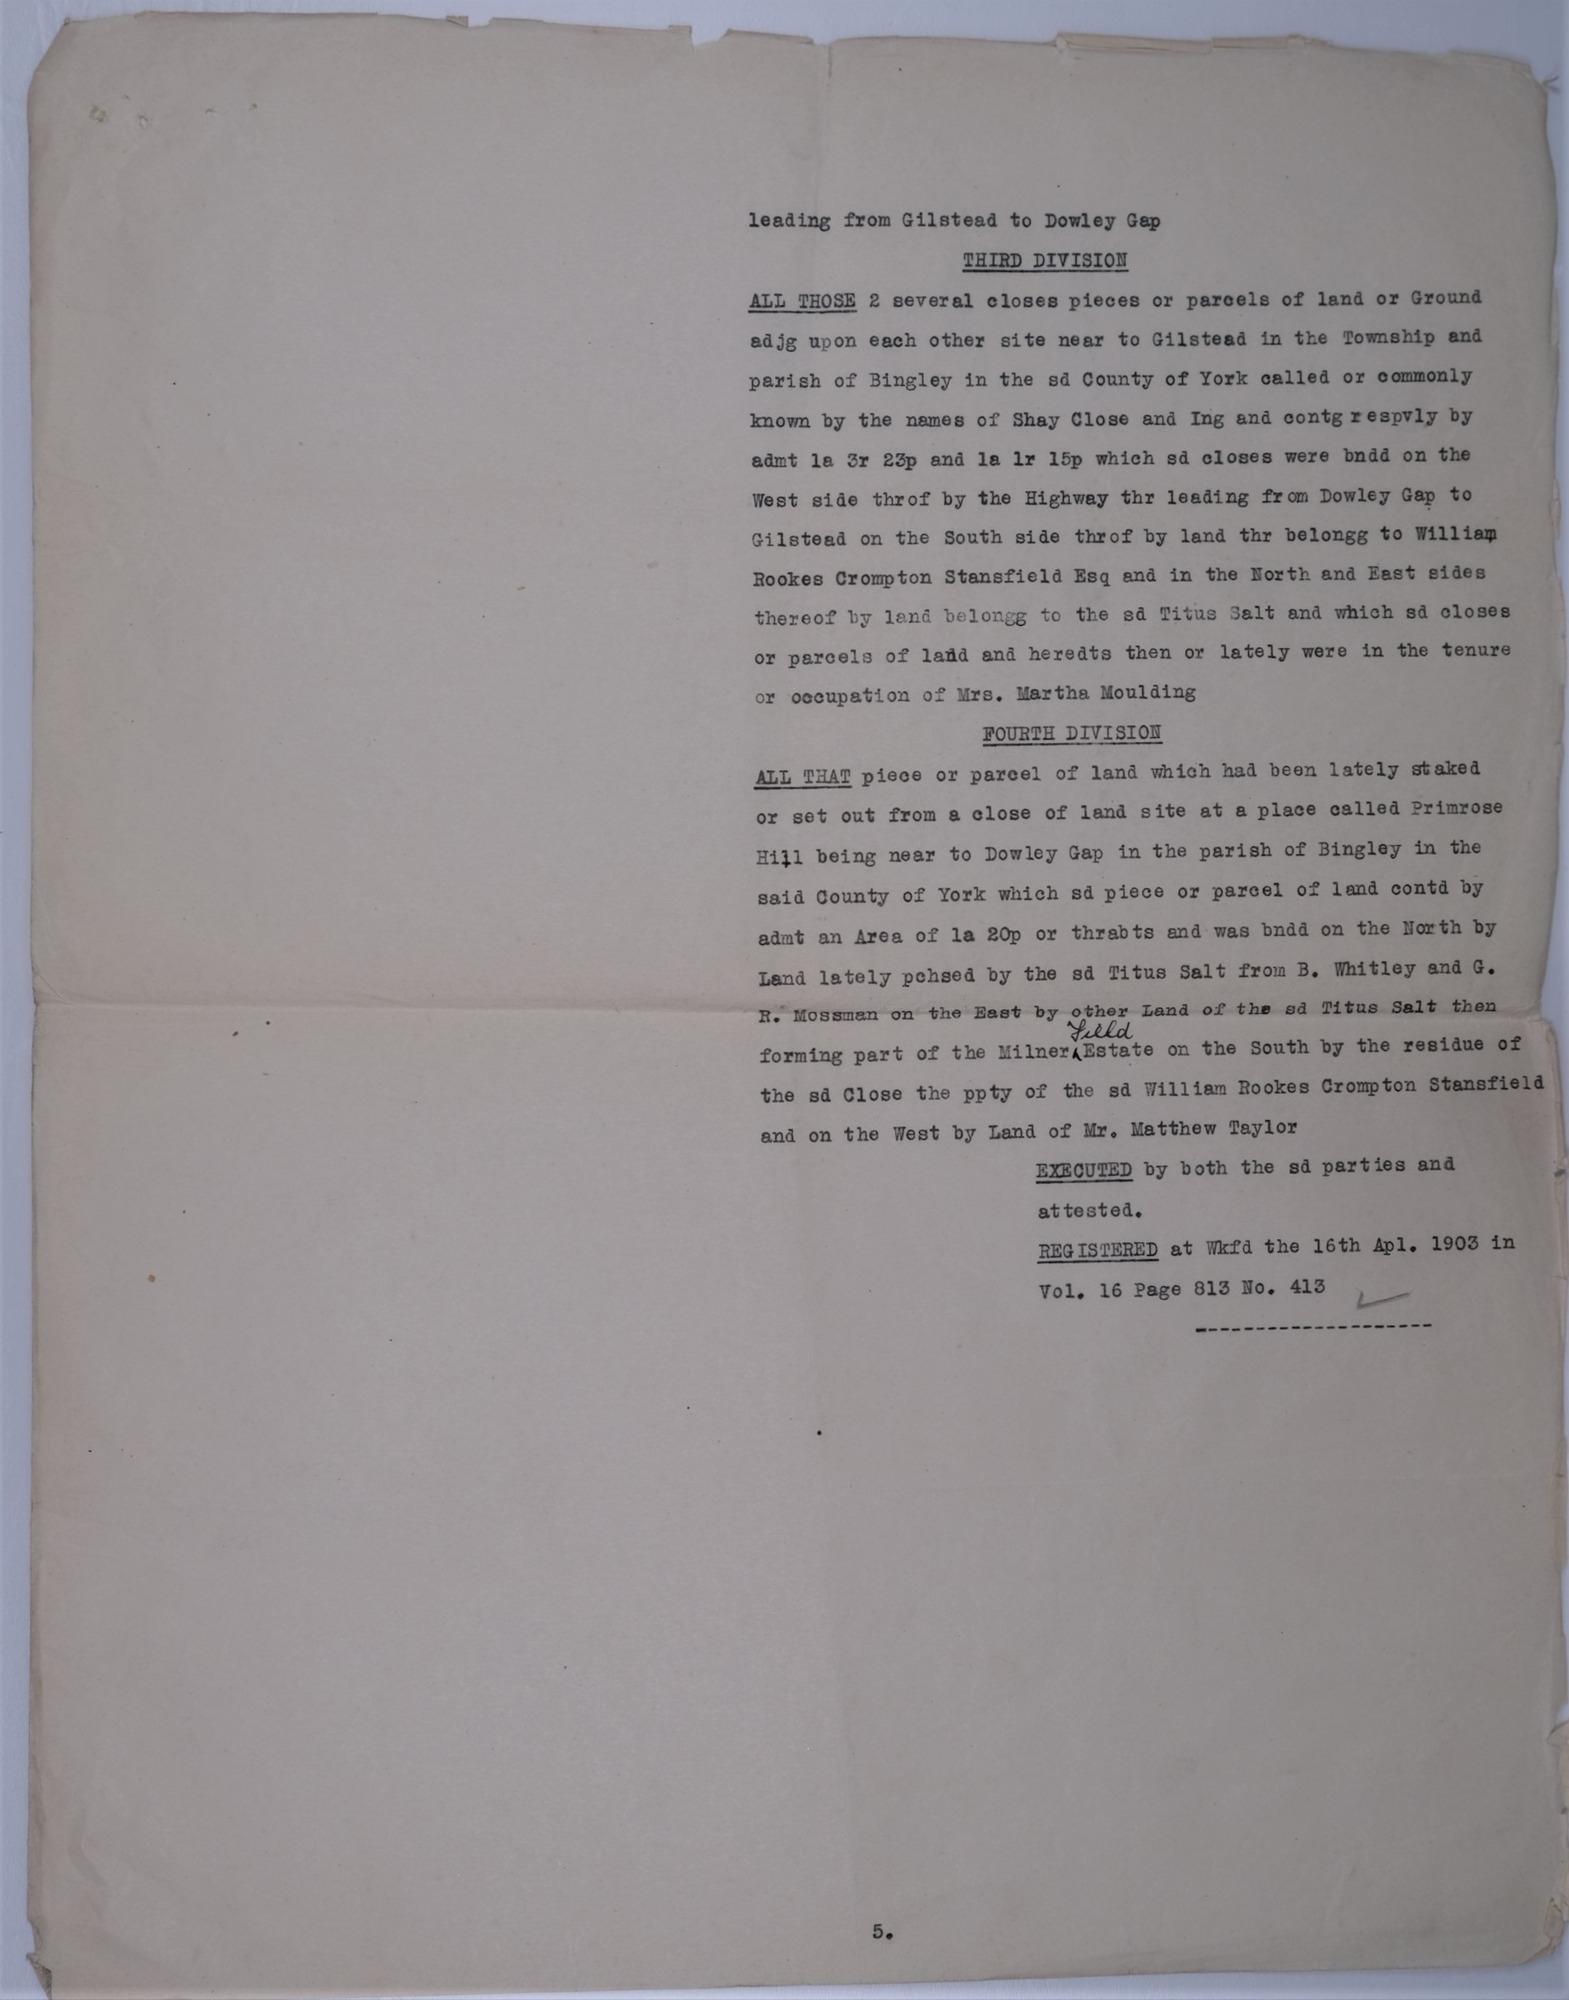 leading from Gilstead to Dowley Gap
THIRD DIVISION
ALL THOSE 2 several closes pieces or parcels of land or Ground
adjg upon each other site near to Gilstead in the Township and
parish of Bingley in the sd County of York called or commonly
known by the names of Shay Close and Ing and contg respvly by
admt 1a 3r 23p and 1a 1r 15p which sd closes were bndd on the
West side throf by the Highway thr leading from Dowley Gap to
Gilstead on the South side throf by land thr belongg to William
Rookes Crompton Stansfield Esq and in the North and East sides
thereof by land belongg to the sd Titus Salt and which sd closes
or parcels of land and heredts then or lately were in the tenure
or occupation of Mrs. Martha Moulding
FOURTH DIVISION
ALL THAT piece or parcel of land which had been lately staked
or set out from a close of land site at a place called Primrose
Hill being near to Dowley Gap in the parish of Bingley in the
said County of York which sd piece or parcel of land contd by
admt an Area of 1a 20p or thrabts and was bndd on the North by
Land lately pchsed by the sd Titus Salt from B. Whitley and G.
R. Mossman on the East by other Land of the sd Titus Salt then
Field
forming part of the Milner Estate on the South by the residue of
the sd Close the ppty of the sd William Rookes Crompton Stansfield
and on the West by Land of Mr. Matthew Taylor
EXECUTED by both the sd parties and
attested.
REGISTERED at Wkfd the 16th Apl. 1903 in
Vol. 16 Page 813 No. 413
5.